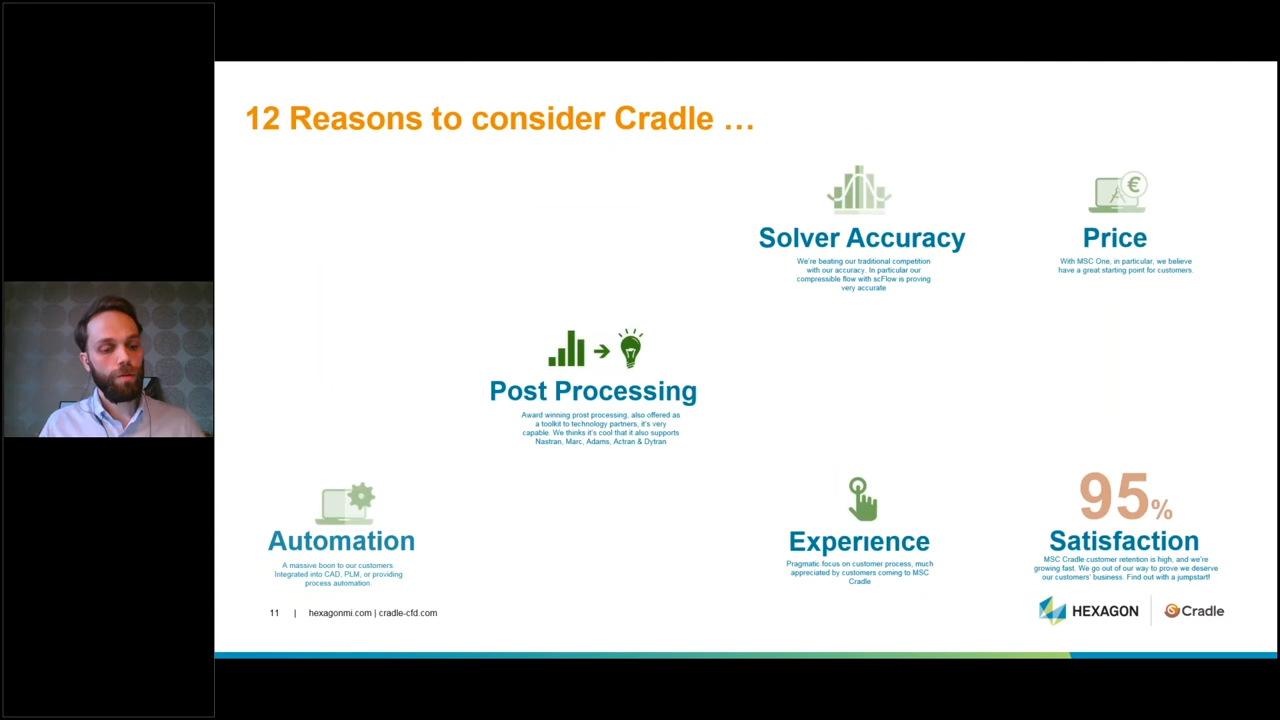 12 Reasons to consider Cradle …
Solver Accuracy
We're beating our traditional competition
with our accuracy. In particular our
compressible flow with scFlow is proving
very accurate
€
Price
With MSC One, in particular, we believe
have a great starting point for customers.
Post Processing
Award winning prost processing, also offered as
a toolkit to technology partners, it's very
capable. We thinks it's cool that it also supports
Nastran, Marc, Adams, Actran & Dytran
Automation
A massive boon to our customers.
Integrated into CAD, PLM, or providing
process automation.
Experience
Pragmatic focus on customer process, much
appreciated by customers coming to MSC
Cradle
95%
Satisfaction
MSC Cradle customer retention is high, and we're
growing fast. We go out of our way to prove we deserve
our customers' business. Find out with a jumpstart!
11 | hexagonmi.com | cradle-cfd.com
HEXAGON | Cradle